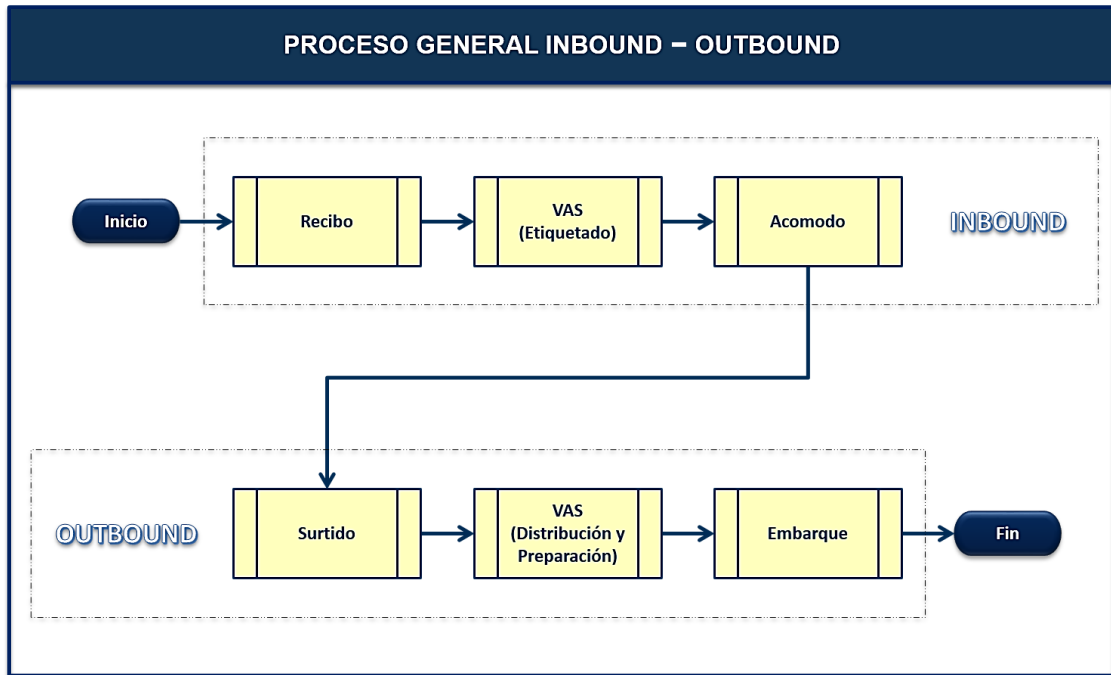 PROCESO GENERAL INBOUND – OUTBOUND
Inicio
Recibo
VAS
(Etiquetado)
Acomodo
INBOUND
OUTBOUND
Surtido
VAS
(Distribución y
Preparación)
Embarque
Fin